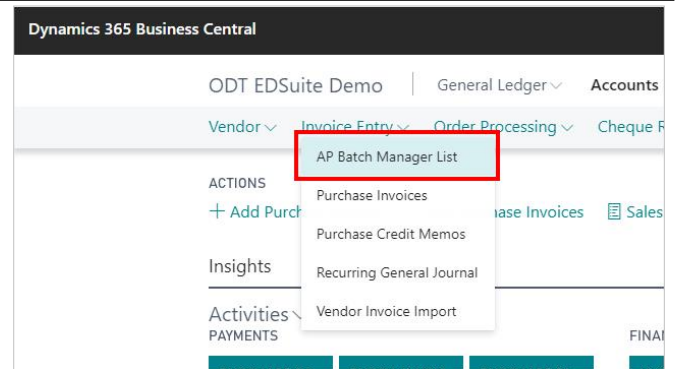 Dynamics 365 Business Central
ODT EDSuite Demo General Ledger Accounts
Vendor Invoice Entry Order Processing Cheque R
AP Batch Manager List
ACTIONS
Purchase Invoices
+ Add Purch ase Invoices Sales
Purchase Credit Memos
Insights
Recurring General Journal
Activities
Vendor Invoice Import
PAYMENTS
FINA